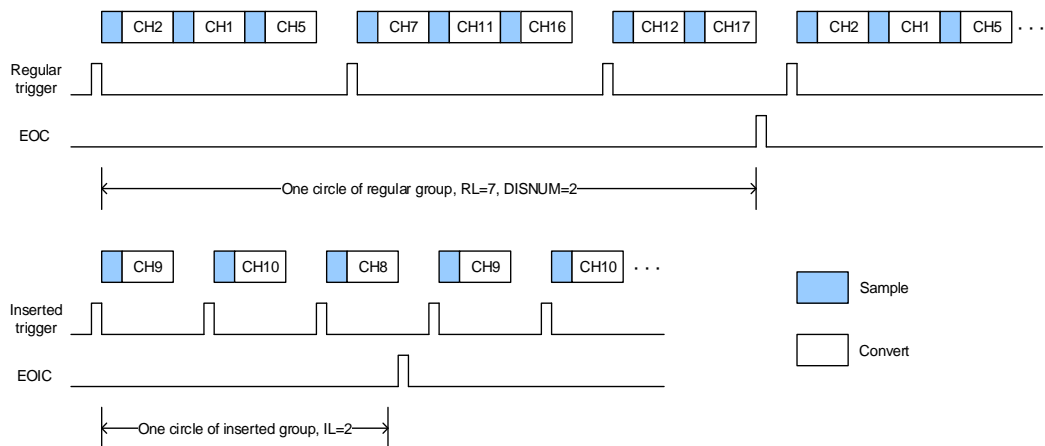 CH2 CH1 CH5 CH7 CH11 CH16 CH12 CH17 CH2 CH1 CH5 · · ·
Regular
trigger
EOC
One circle of regular group, RL=7, DISNUM=2
CH9 CH10 CH8 CH9 CH10 · · ·
Sample
Inserted
trigger
Convert
EOIC
One circle of inserted group, IL=2